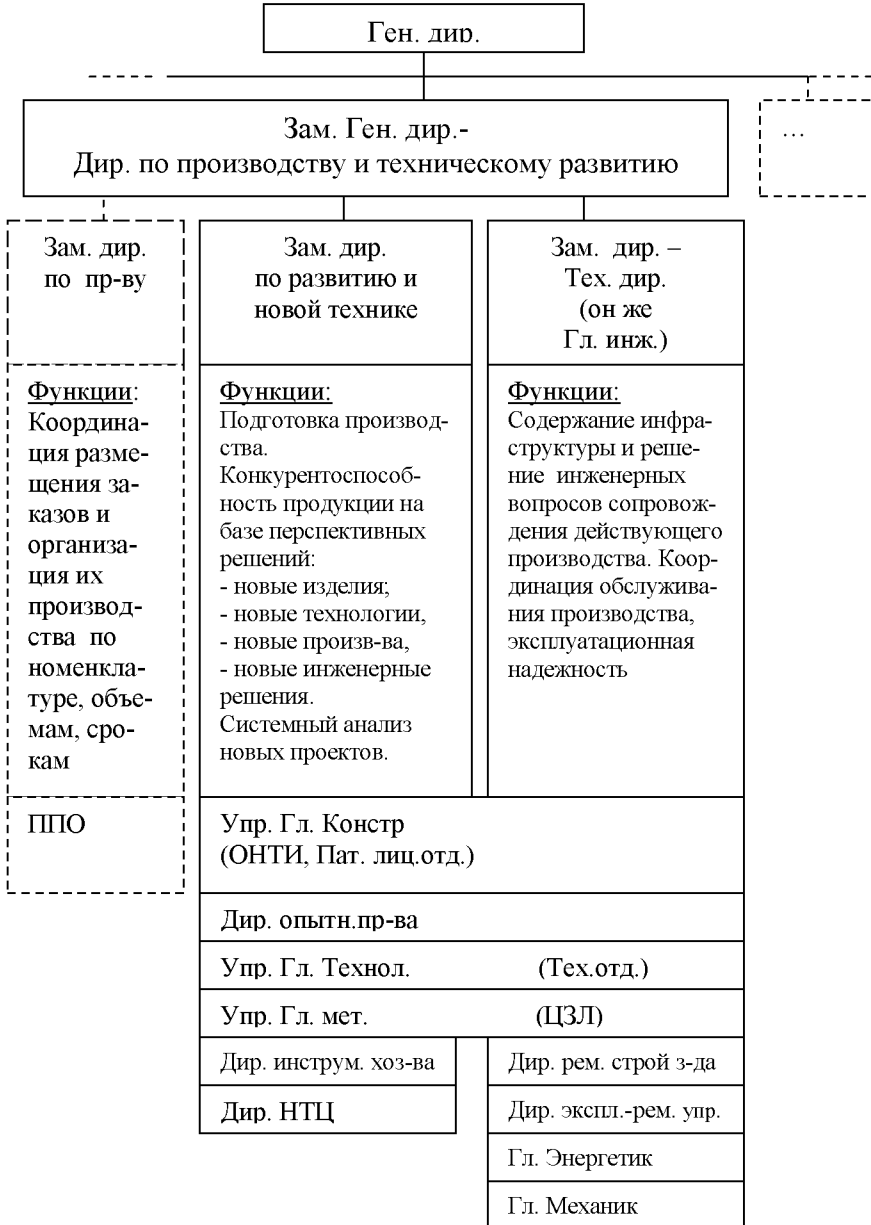 Ген. дир.
Зам. Ген. дир.-
Дир. по производству и техническому развитию
...
Зам. дир.
по пр-ву
Функции:
Координа-
ция разме-
щения за-
казов и
организа-
ция их
производ-
ства по
номенкла-
туре, объе-
мам, сро-
кам
ППО
Зам. дир.
по развитию и
новой технике
Функции:
Подготовка производ-
ства.
Конкурентоспособ-
ность продукции на
базе перспективных
решений:
- новые изделия;
- новые технологии,
- новые произв-ва,
- новые инженерные
решения.
Системный анализ
новых проектов.
Зам. дир. –
Тех. дир.
(он же
Гл. инж.)
Функции:
Содержание инфра-
структуры и реше-
ние инженерных
вопросов сопровож-
дения действующего
производства. Коор-
динация обслужива-
ния производства,
эксплуатационная
надежность
Упр. Гл. Констр
(ОНТИ, Пат. лиц.отд.)
Дир. опытн.пр-ва
Упр. Гл. Технол. (Тех.отд.)
Упр. Гл. мет. (ЦЗЛ)
Дир. инструм. хоз-ва
Дир. НТЦ
Дир. рем. строй з-да
Дир. экспл.-рем. упр.
Гл. Энергетик
Гл. Механик